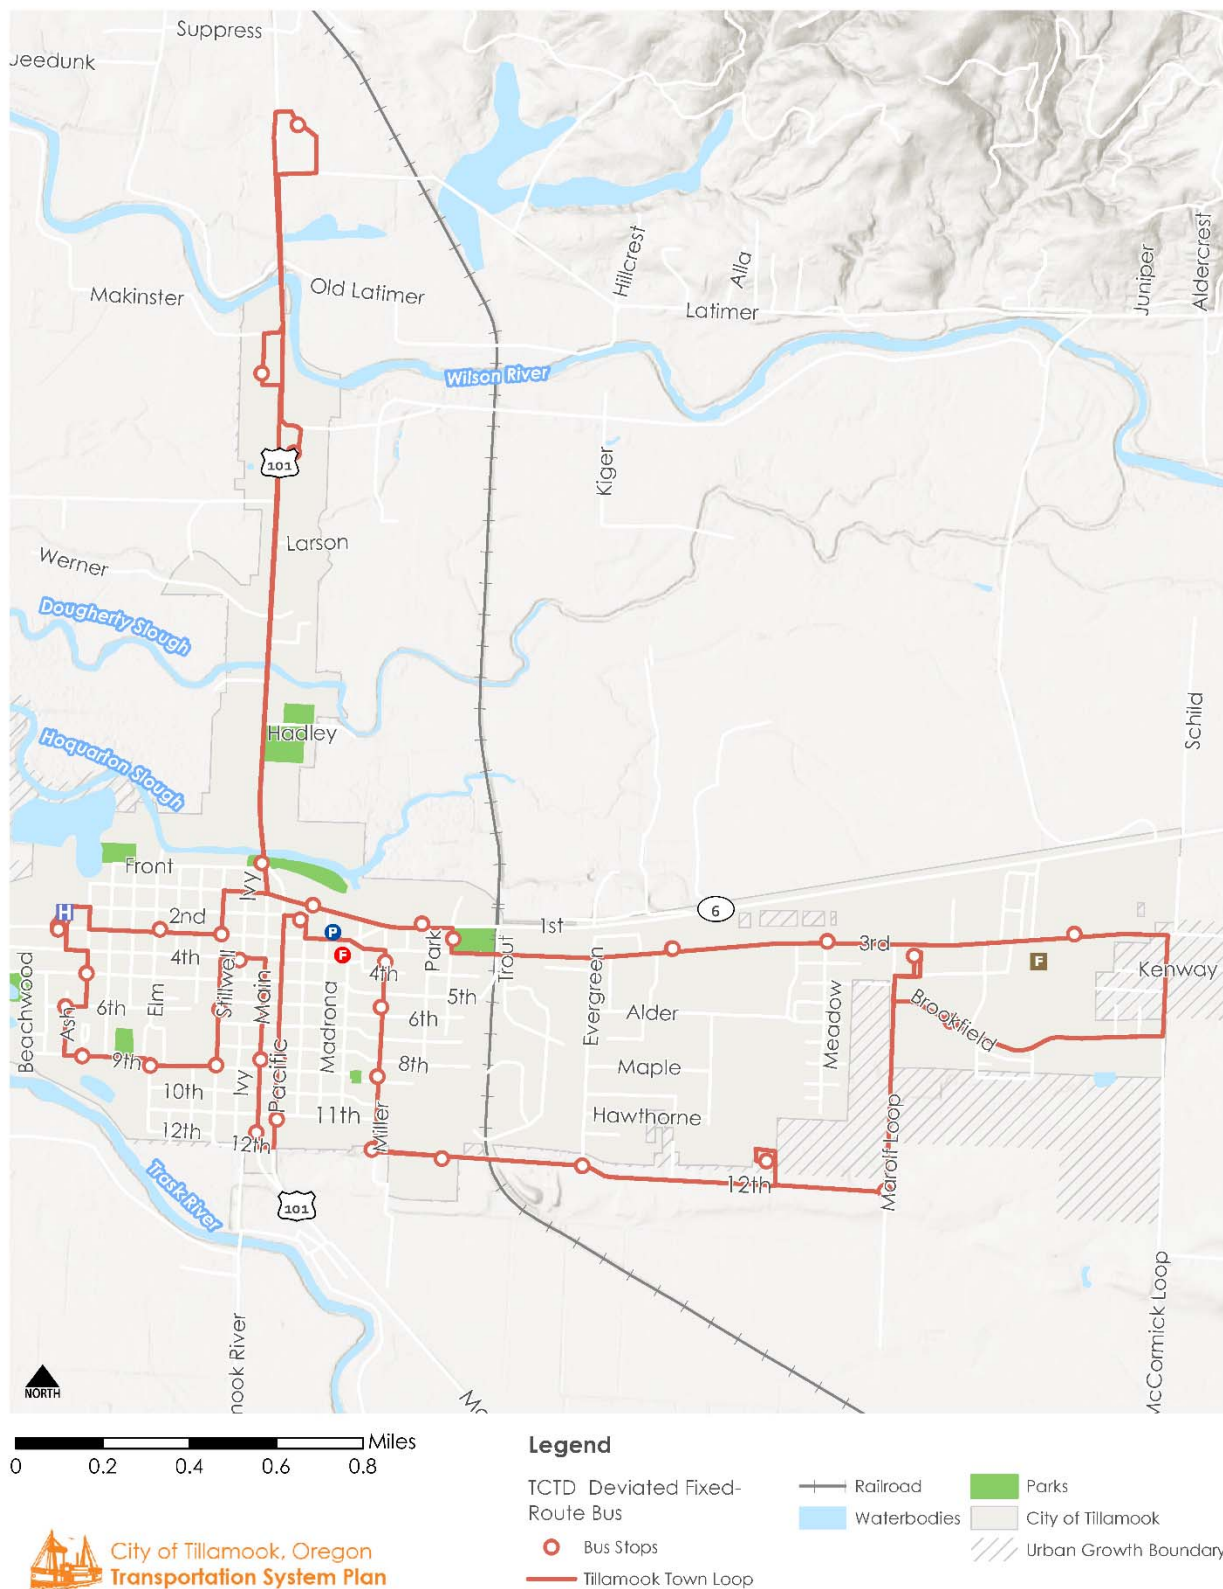 Suppress
Jeedunk
Makinster
Old Latimer
Hillcrest
Alla
Latimer
Juniper
Aldercrest
Wilson River
101
Kiger
Larson
Werner
Dougherty Slough
Hadley
Schild
Hoquarton Slough
Front
Ivy
H
2nd
P
F
1st
6
3rd
4th
4th
Park
Trout
F
Kenway
Beachwood
Ash
6th
Elm
Stillwell
Main
Madrona
5th
6th
Evergreen
Alder
Meadow
Brookfield
9th
10th
Ivy
Pacific
8th
Maple
11th
Hawthorne
12th
12th
Miller
12th
Marolf Loop
Trask River
101
nook River
McCormick Loop
NORTH
Miles
0 0.2 0.4 0.6 0.8
Legend
TCTD Deviated Fixed-
Route Bus
Bus Stops
Tillamook Town Loop
Railroad
Waterbodies
Parks
City of Tillamook
Urban Growth Boundary
City of Tillamook, Oregon
Transportation System Plan